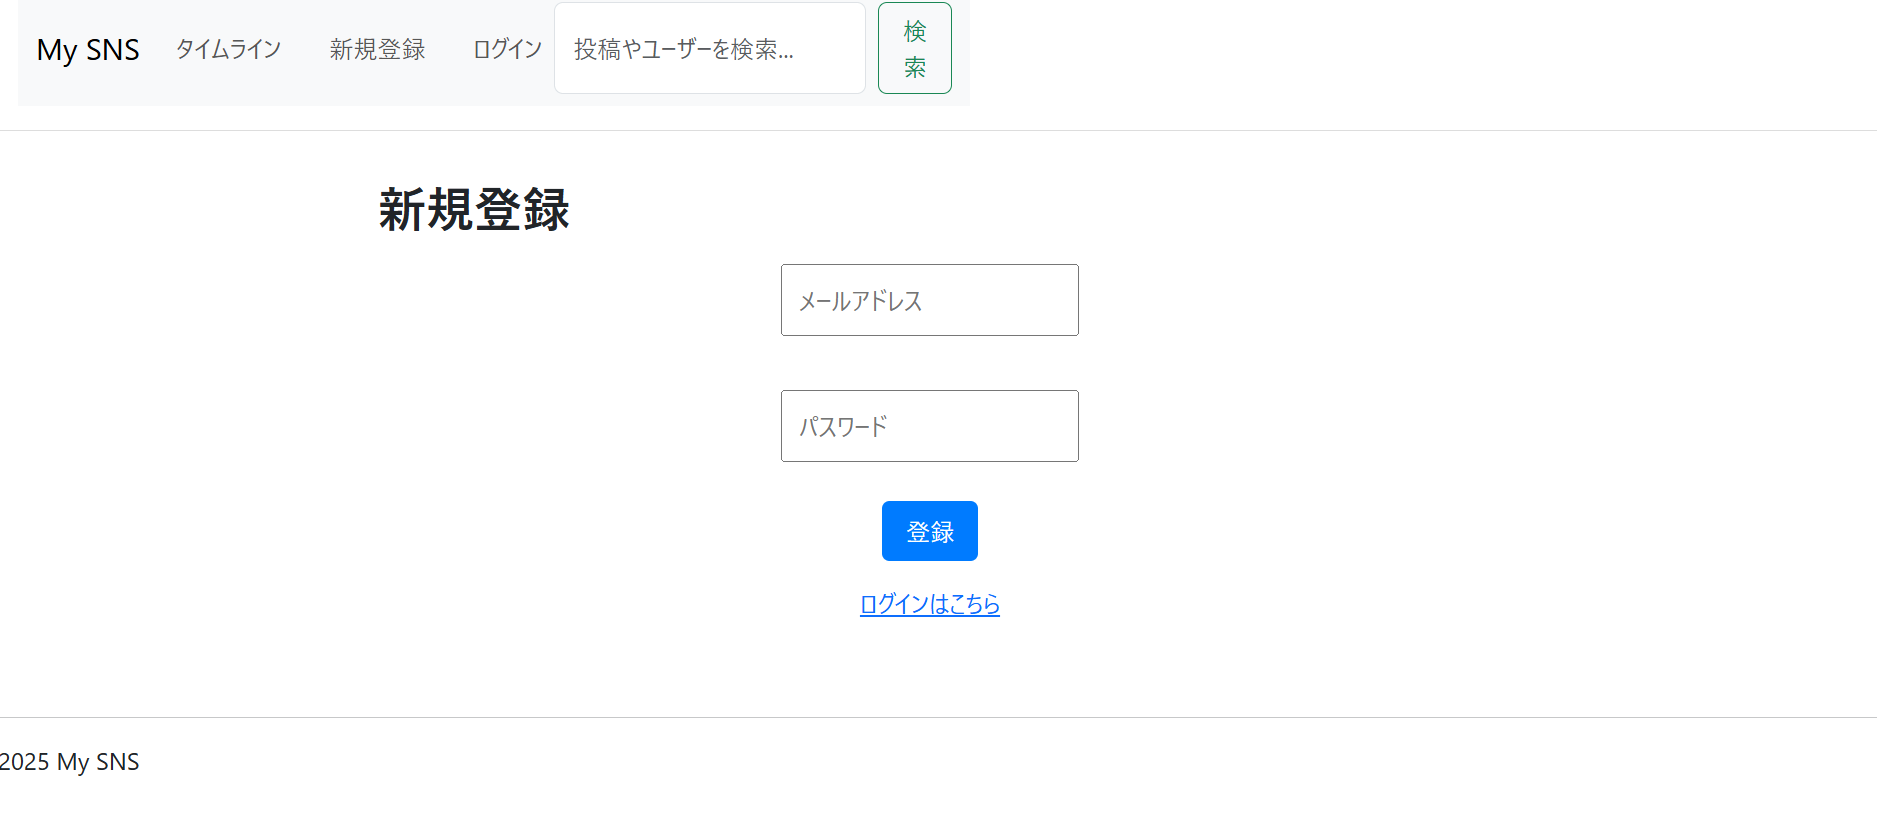 My SNS タイムライン 新規登録 ログイン 投稿やユーザーを検索... 検
索
新規登録
メールアドレス
パスワード
登録
ログインはこちら
2025 My SNS